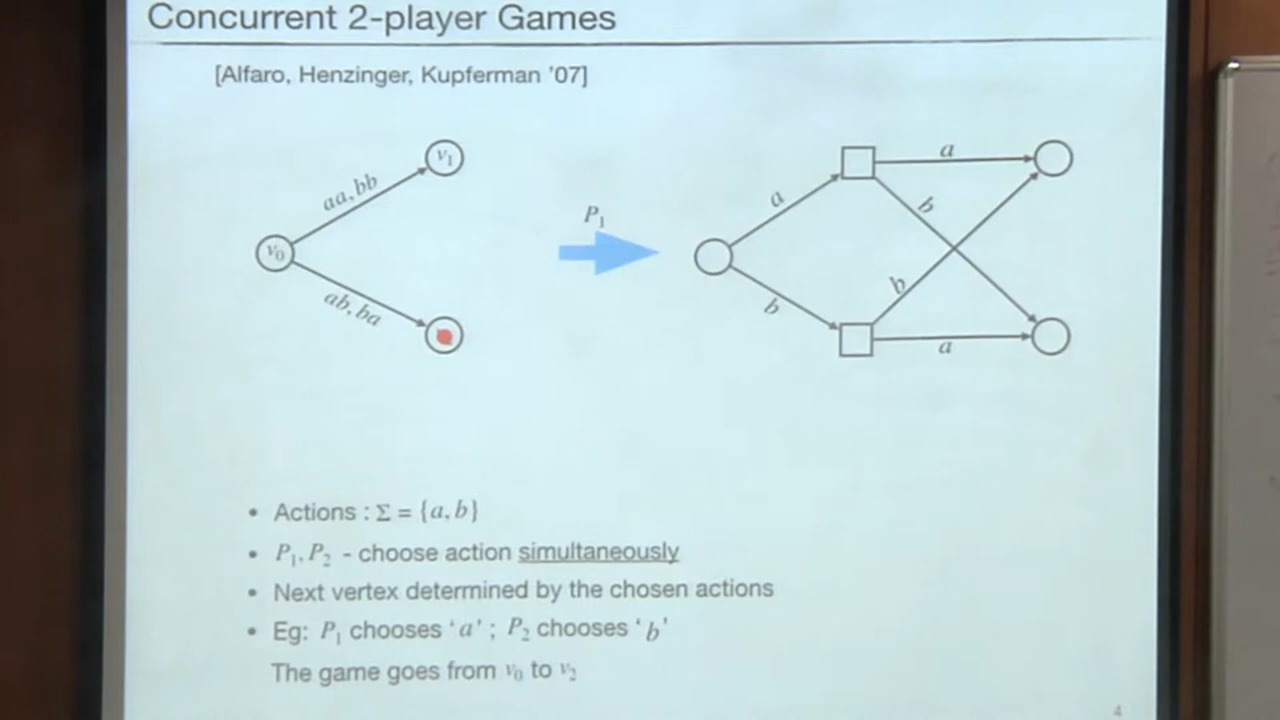 Concurrent 2-player Games
[Alfaro, Henzinger, Kupferman '07]
v₁
aa, bb
v₀
ab, ba
P₁
a
b
a
b
b
a
• Actions : Σ = {a, b}
• P₁, P₂ - choose action simultaneously
• Next vertex determined by the chosen actions
• Eg: P₁ chooses ‘a’ ; P₂ chooses ‘b’
The game goes from v₀ to v₂
4